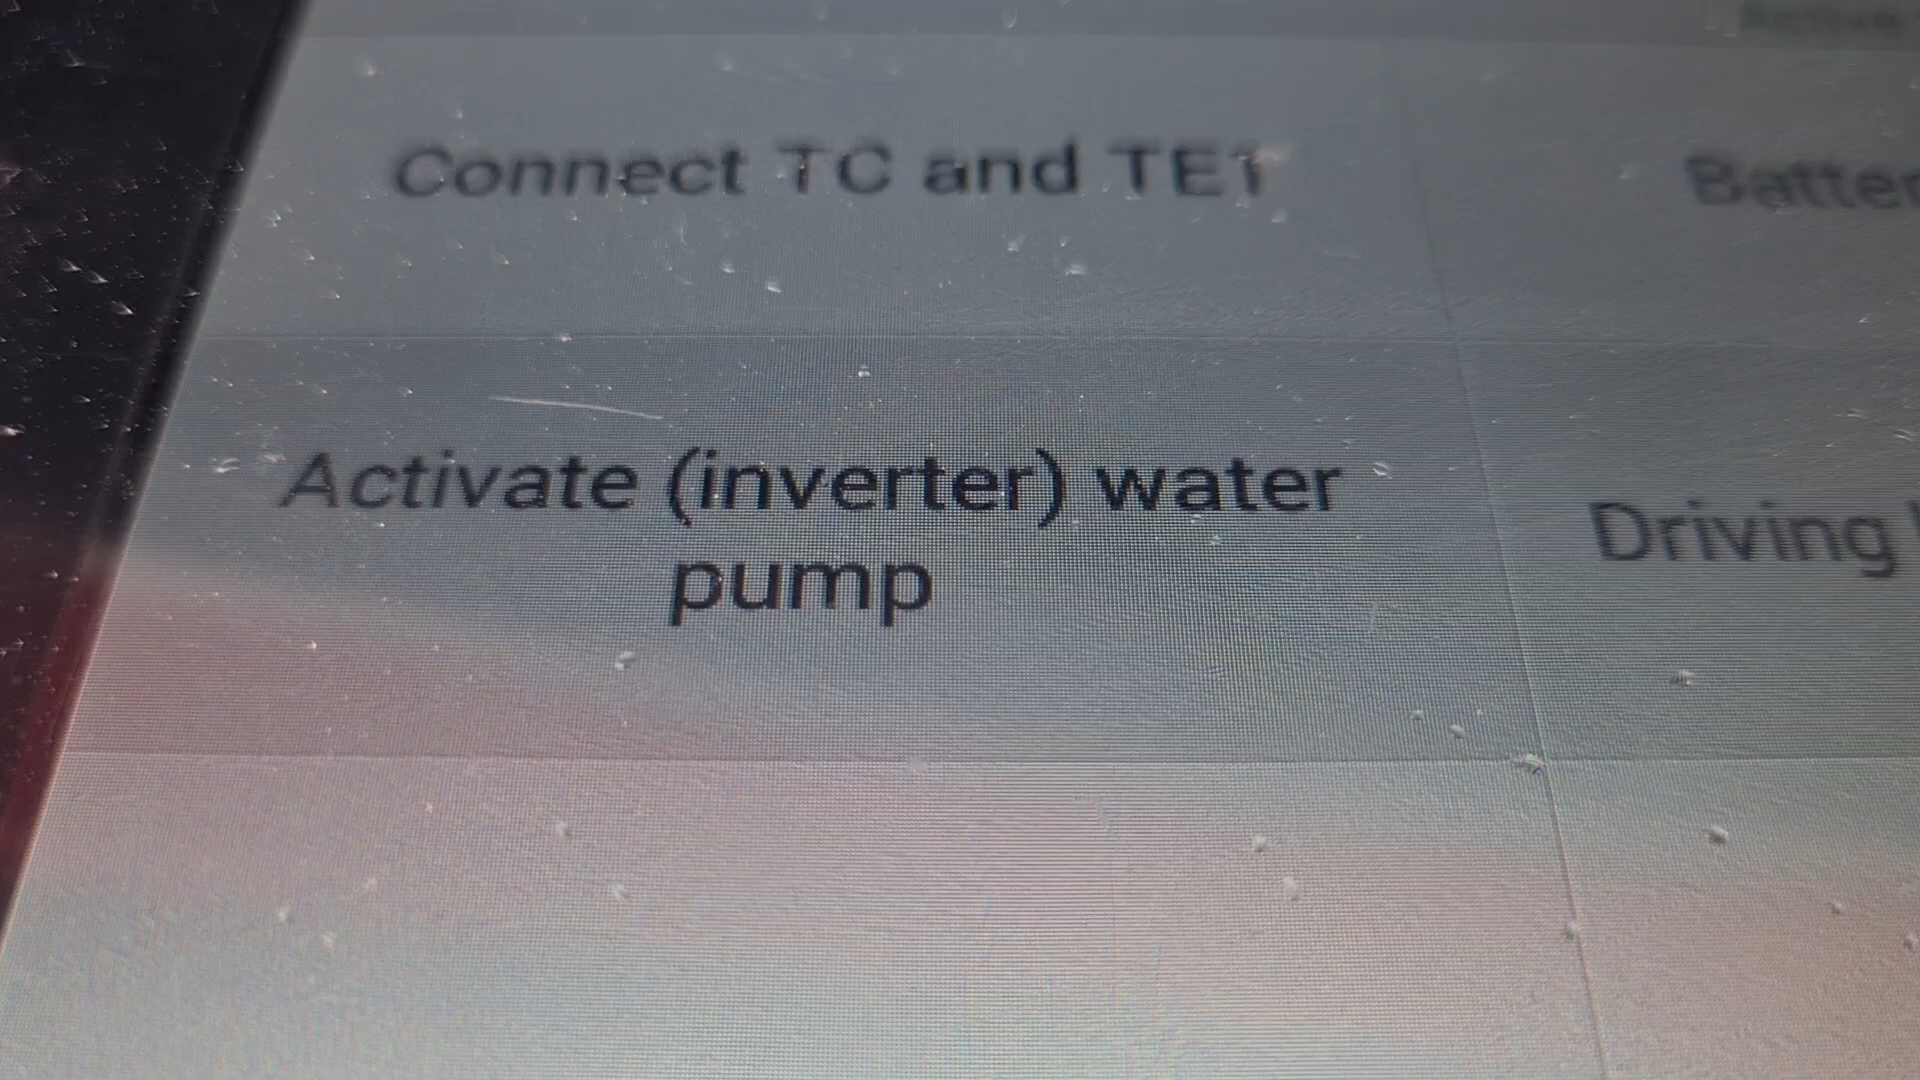 Connect TC and TE1
Activate (inverter) water
pump
Driving